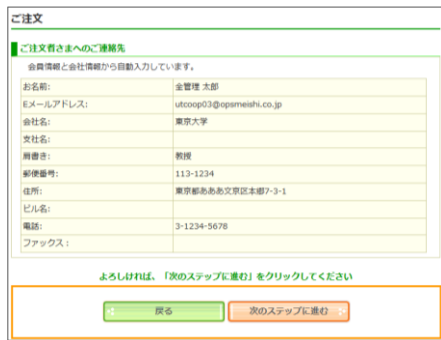 ご注文
ご注文者さまへのご連絡先
会員情報と会社情報から自動入力しています。
お名前: 全管理 太郎
Eメールアドレス: utcoop03@opsmeishi.co.jp
会社名: 東京大学
支社名:
肩書き: 教授
郵便番号: 113-1234
住所: 東京都あああ文京区本郷7-3-1
ビル名:
電話: 3-1234-5678
ファックス:
よろしければ、「次のステップに進む」をクリックしてください
戻る 次のステップに進む